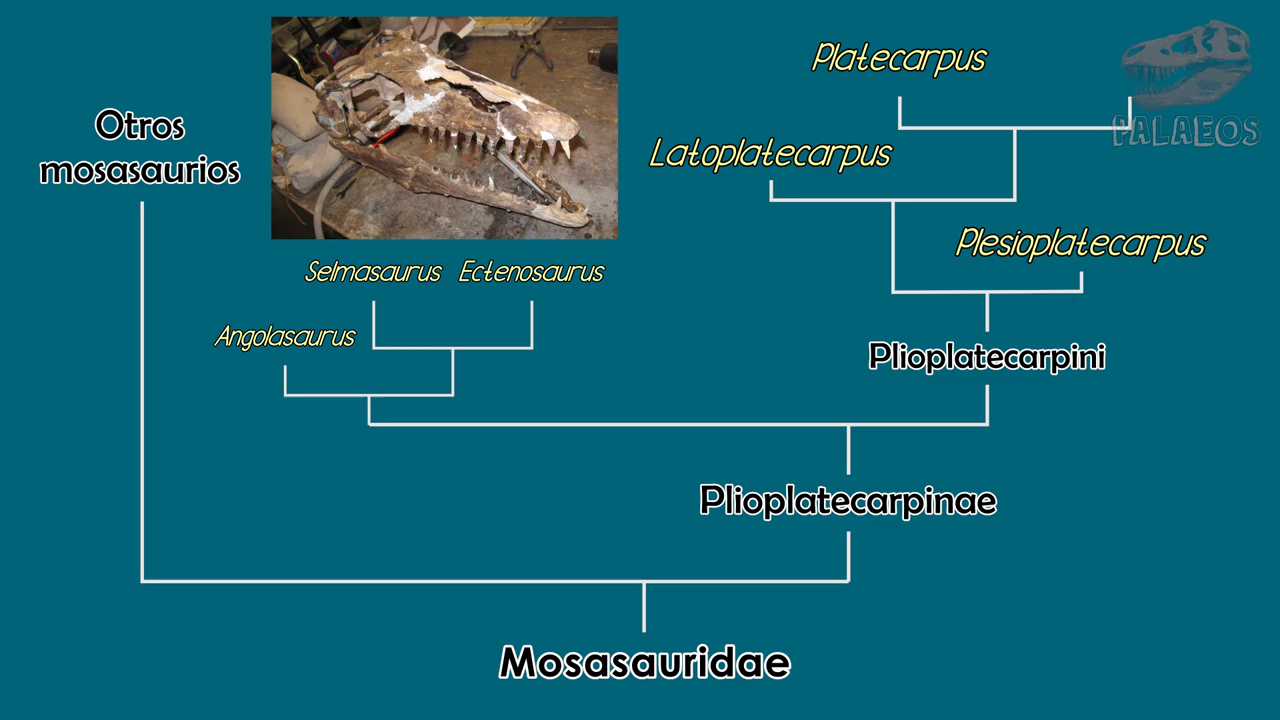 Platecarpus
PALAEOS
Otros
mosasaurios
Latoplatecarpus
Plesioplatecarpus
Selmasaurus Ectenosaurus
Angolasaurus
Plioplatecarpini
Plioplatecarpinae
Mosasauridae